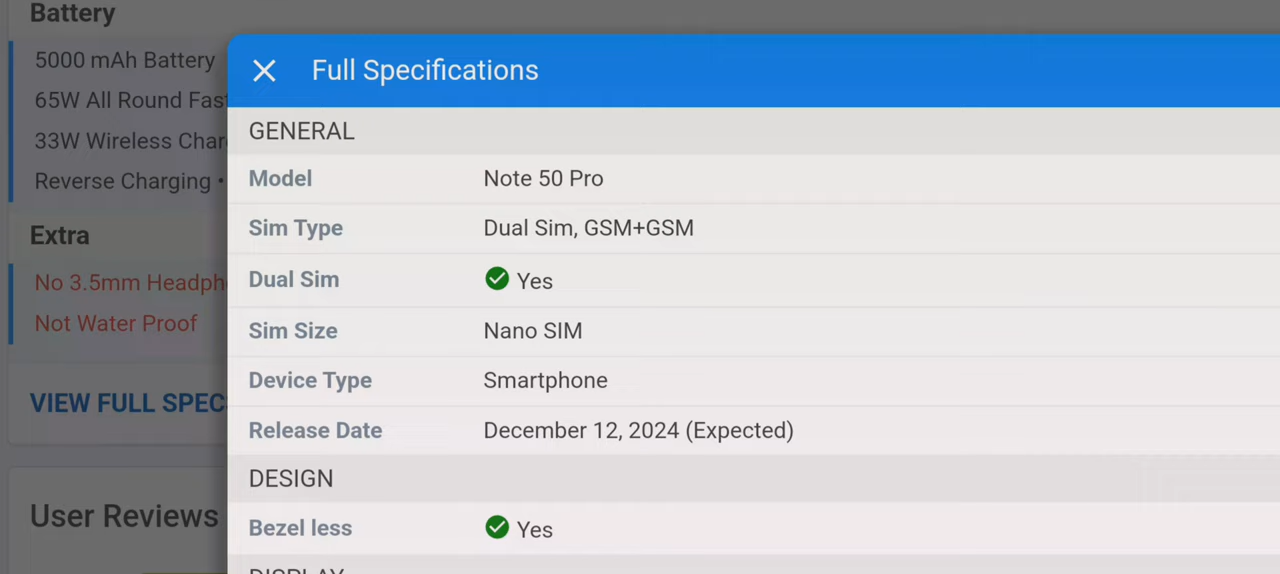 Battery
5000 mAh Battery
65W All Round Fast
33W Wireless Char
Reverse Charging •
Extra
No 3.5mm Headph
Not Water Proof
VIEW FULL SPECS
User Reviews
Full Specifications
GENERAL
Model Note 50 Pro
Sim Type Dual Sim, GSM+GSM
Dual Sim Yes
Sim Size Nano SIM
Device Type Smartphone
Release Date December 12, 2024 (Expected)
DESIGN
Bezel less Yes
DISPLAY